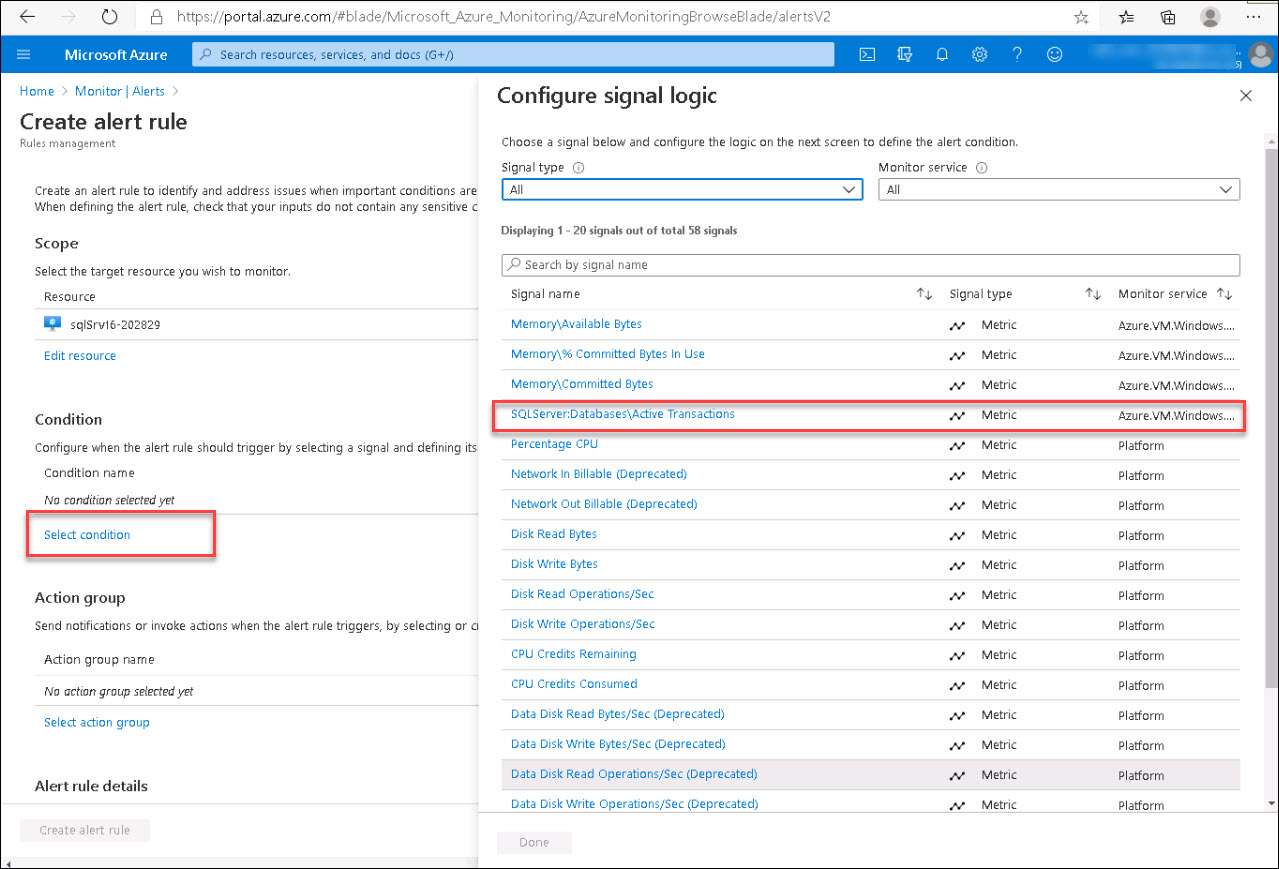 https://portal.azure.com/#blade/Microsoft_Azure_Monitoring/AzureMonitoringBrowseBlade/alertsV2
Microsoft Azure
Search resources, services, and docs (G+/)
Home > Monitor | Alerts >
Create alert rule
Rules management
Create an alert rule to identify and address issues when important conditions are
When defining the alert rule, check that your inputs do not contain any sensitive c
Scope
Select the target resource you wish to monitor.
Resource
sqlSrv16-202829
Edit resource
Condition
Configure when the alert rule should trigger by selecting a signal and defining its
Condition name
No condition selected yet
Select condition
Action group
Send notifications or invoke actions when the alert rule triggers, by selecting or cr
Action group name
No action group selected yet
Select action group
Alert rule details
Create alert rule
Configure signal logic
Choose a signal below and configure the logic on the next screen to define the alert condition.
Signal type Monitor service
All All
Displaying 1 - 20 signals out of total 58 signals
Search by signal name
Signal name Signal type Monitor service
Memory\Available Bytes Metric Azure.VM.Windows....
Memory\% Committed Bytes In Use Metric Azure.VM.Windows....
Memory\Committed Bytes Metric Azure.VM.Windows....
SQLServer:Databases\Active Transactions Metric Azure.VM.Windows....
Percentage CPU Metric Platform
Network In Billable (Deprecated) Metric Platform
Network Out Billable (Deprecated) Metric Platform
Disk Read Bytes Metric Platform
Disk Write Bytes Metric Platform
Disk Read Operations/Sec Metric Platform
Disk Write Operations/Sec Metric Platform
CPU Credits Remaining Metric Platform
CPU Credits Consumed Metric Platform
Data Disk Read Bytes/Sec (Deprecated) Metric Platform
Data Disk Write Bytes/Sec (Deprecated) Metric Platform
Data Disk Read Operations/Sec (Deprecated) Metric Platform
Data Disk Write Operations/Sec (Deprecated) Metric Platform
Done